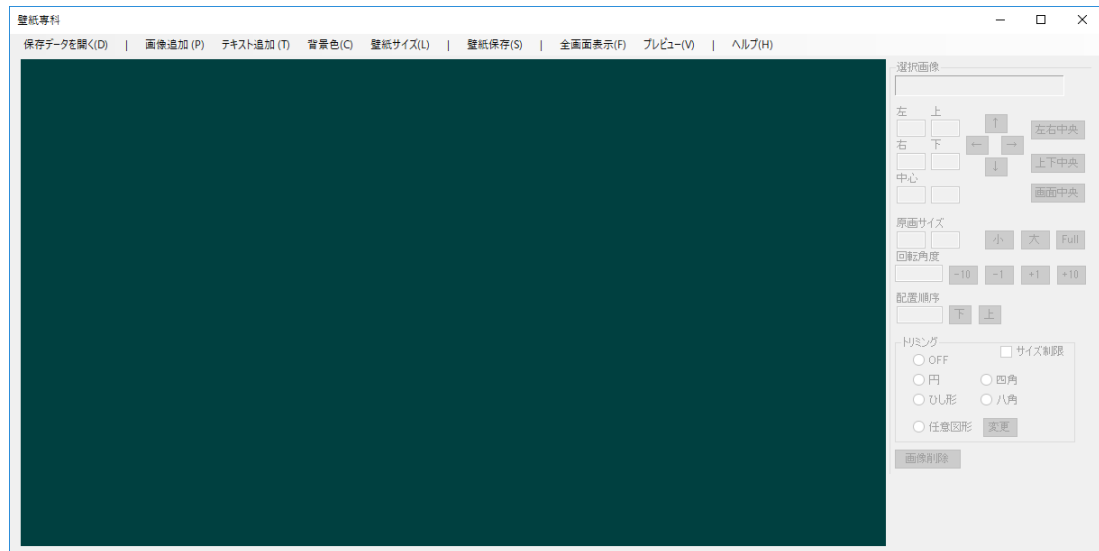 壁紙専科
保存データを開く(D) | 画像追加 (P) テキスト追加 (T) 背景色(C) 壁紙サイズ(L) | 壁紙保存(S) | 全画面表示(F) プレビュー(V) | ヘルプ(H)
選択画像
左 上
↑ 左右中央
右 下 ← →
↓ 上下中央
中心
画面中央
原画サイズ
小 大 Full
回転角度
-10 -1 +1 +10
配置順序
下 上
トリミング
サイズ制限
OFF
円 四角
ひし形 八角
任意図形 変更
画像削除